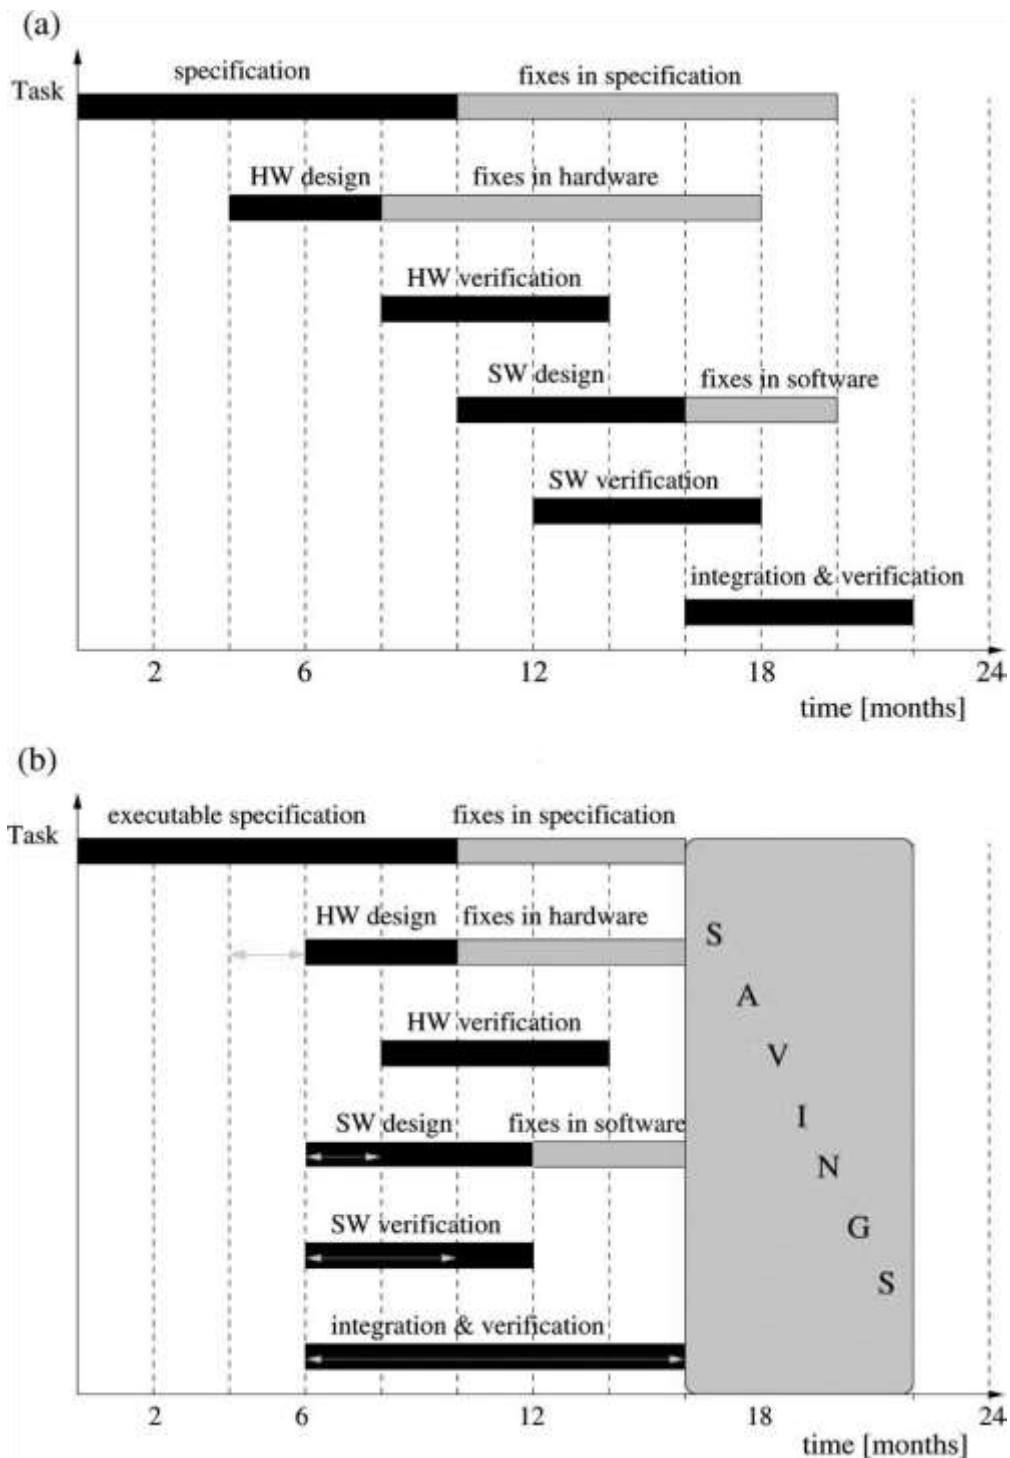 (a)
specification fixes in specification
Task
HW design fixes in hardware
HW verification
SW design fixes in software
SW verification
integration & verification
2 6 12 18 24
time [months]
(b)
executable specification fixes in specification
Task
HW design fixes in hardware
S
A
HW verification
V
SW design fixes in software
I
N
SW verification
G
S
integration & verification
2 6 12 18 24
time [months]